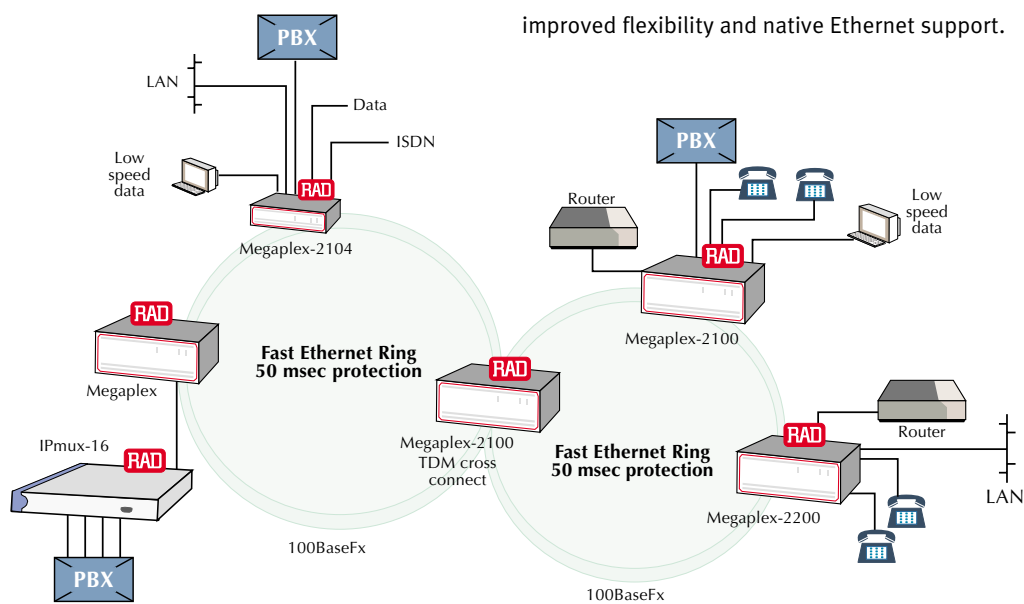 improved flexibility and native Ethernet support.
PBX
LAN
Data
ISDN
Low
speed
data
RAD
Megaplex-2104
PBX
Router
Low
speed
data
RAD
Megaplex-2100
RAD
Megaplex
Fast Ethernet Ring
50 msec protection
RAD
Megaplex-2100
TDM cross
connect
Fast Ethernet Ring
50 msec protection
Router
RAD
LAN
Megaplex-2200
IPmux-16
RAD
PBX
100BaseFx
100BaseFx